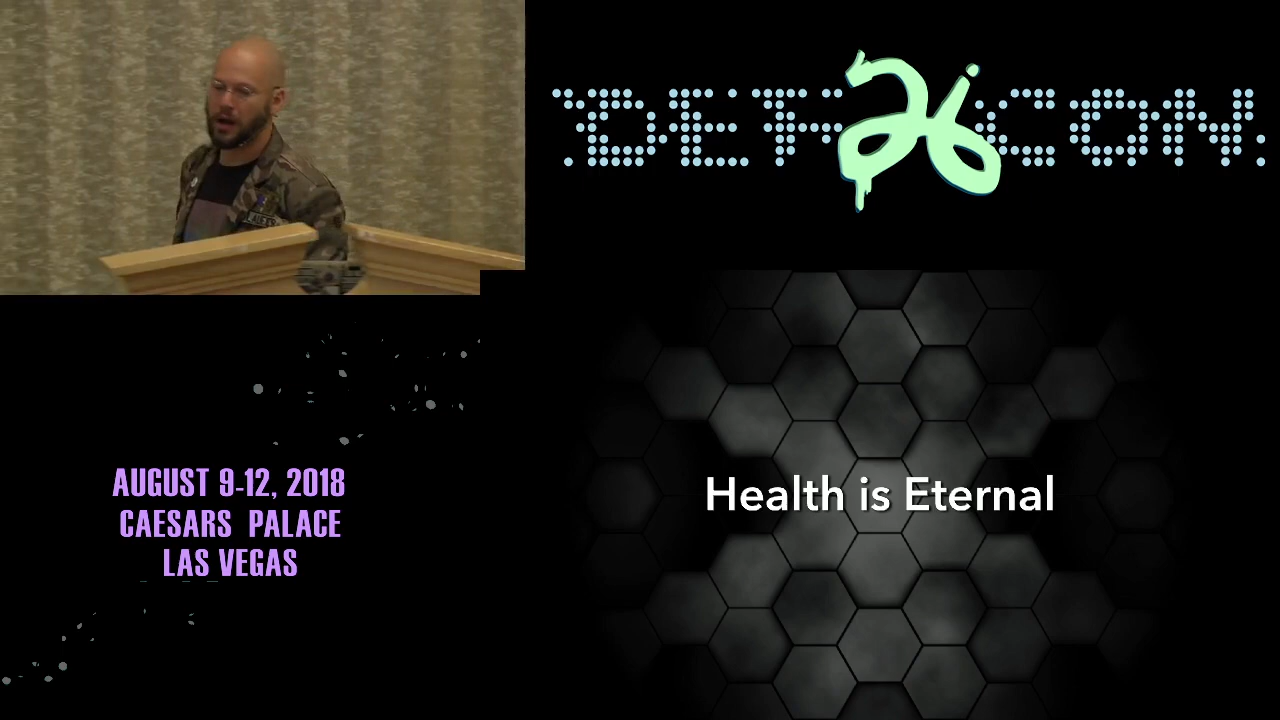 DEF CON
26
Health is Eternal
AUGUST 9-12, 2018
CAESARS PALACE
LAS VEGAS